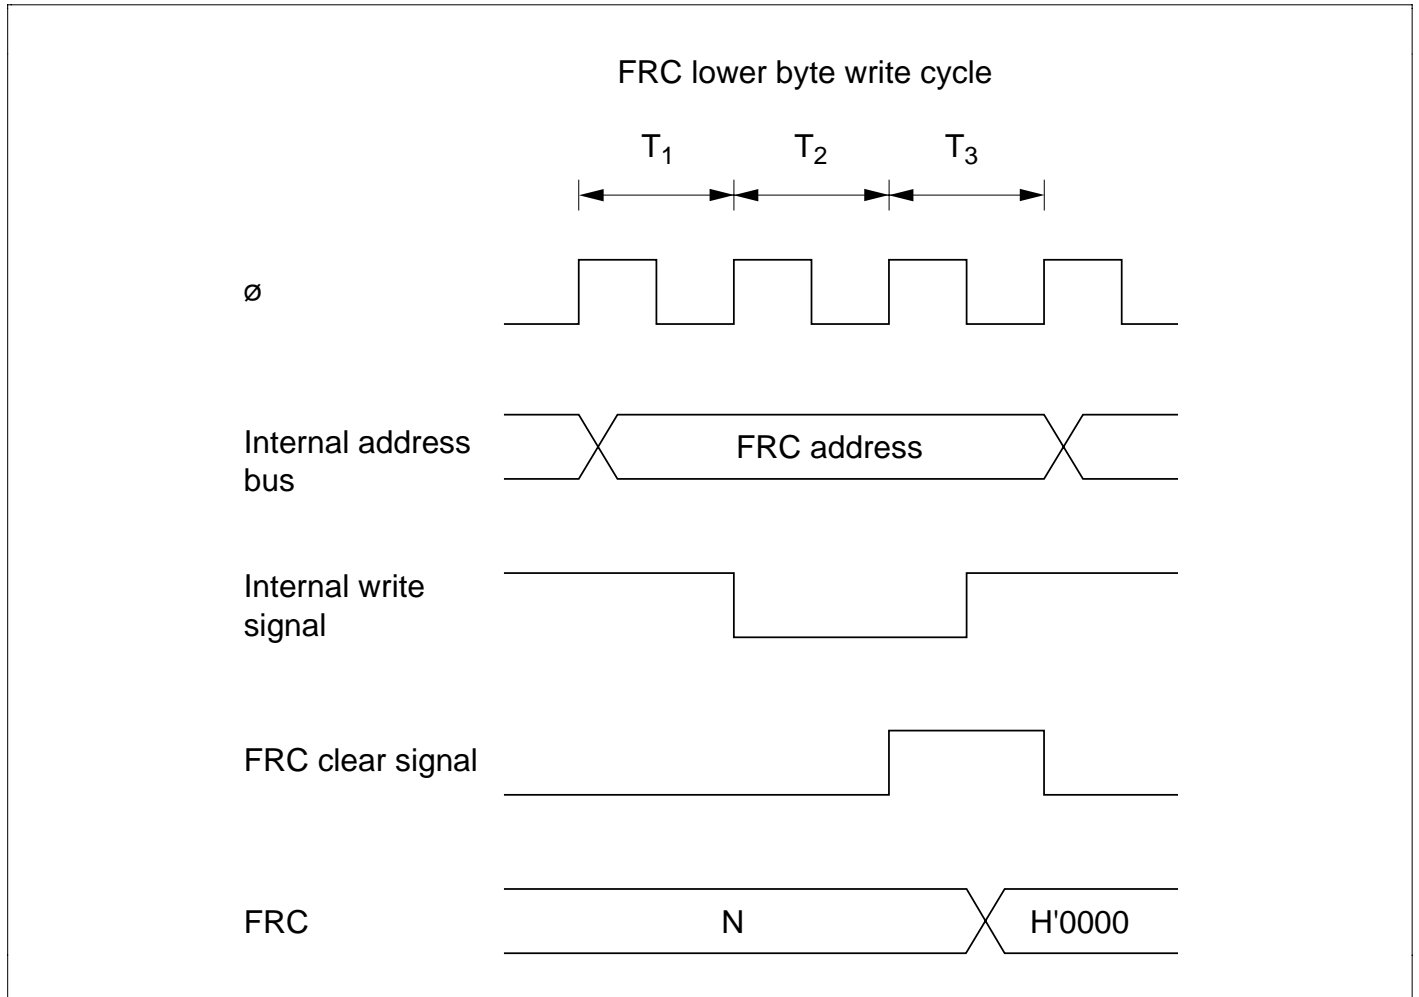 FRC lower byte write cycle
T1 T2 T3
ø
Internal address
bus
FRC address
Internal write
signal
FRC clear signal
FRC
N
H'0000